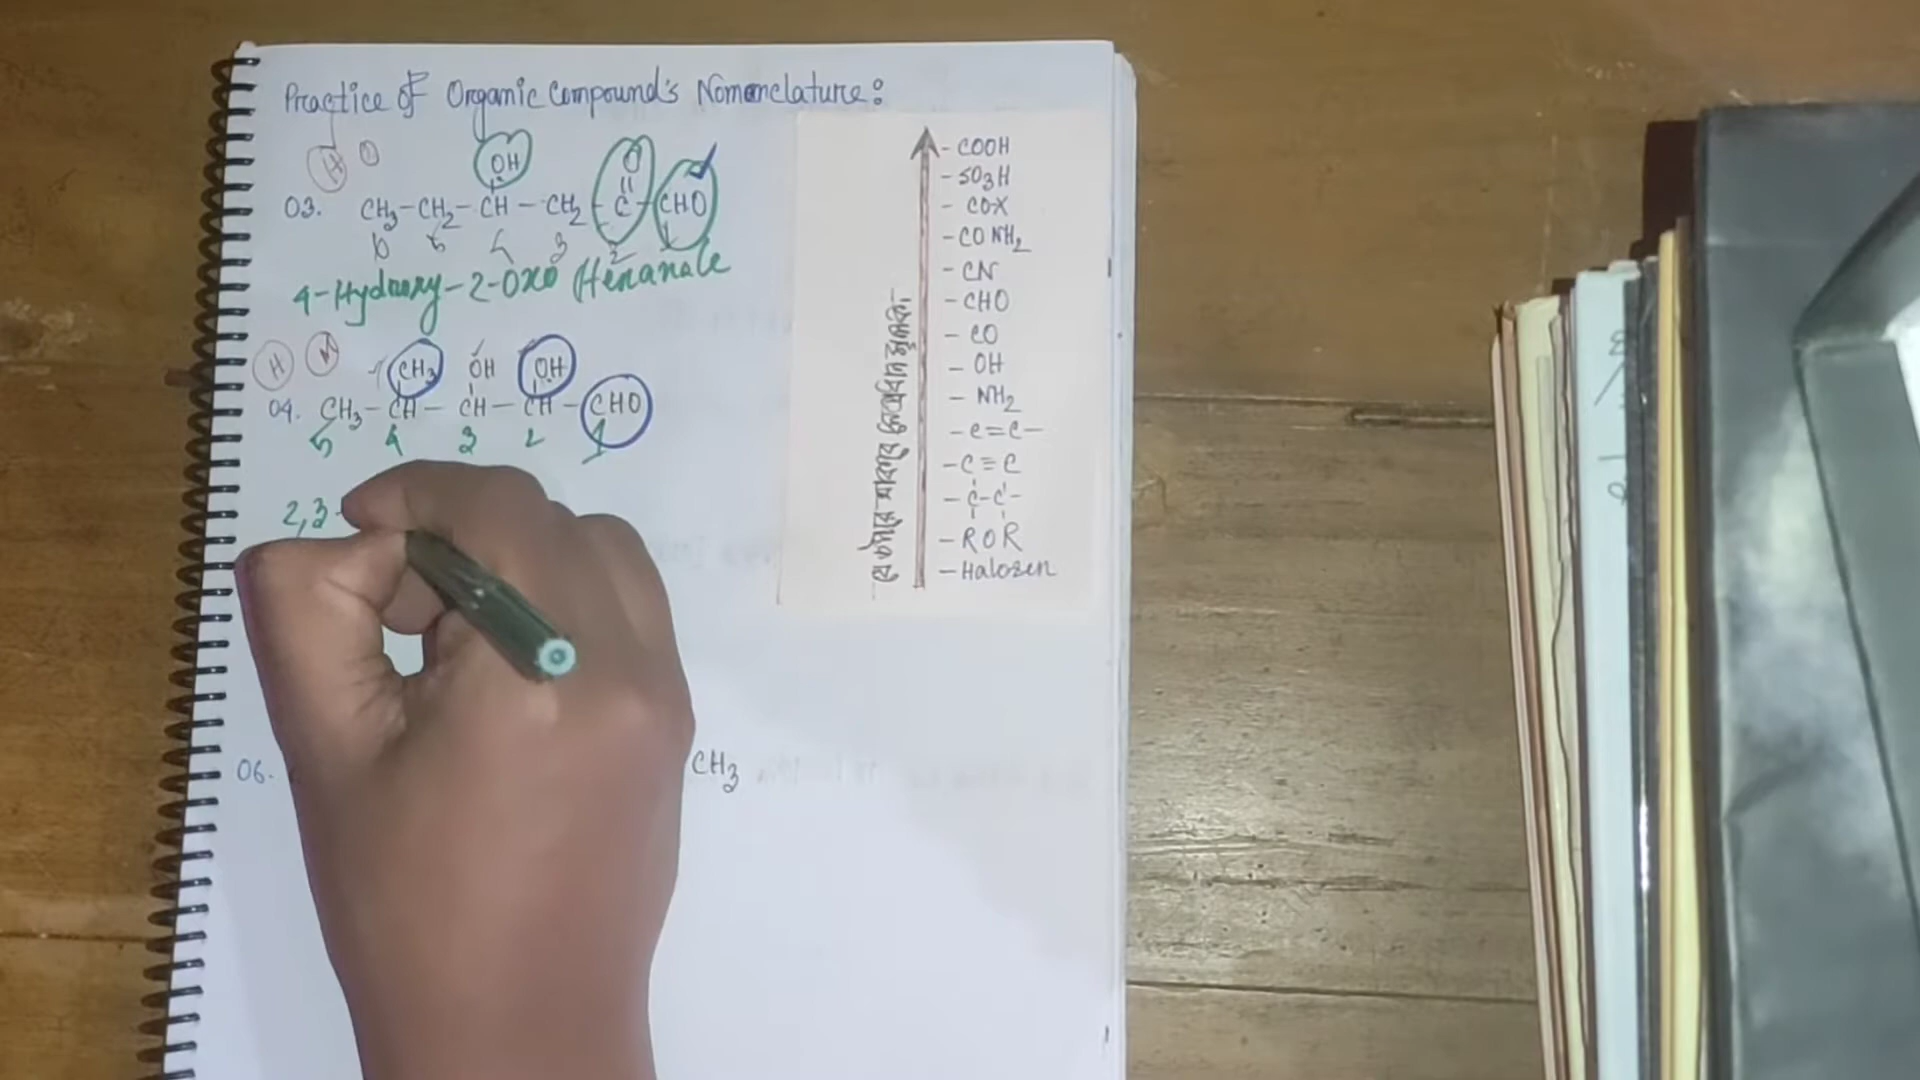 Practice of Organic Compound's Nomenclature:
H O
OH O
||
03. CH3-CH2-CH-CH2-C-CHO
6 5 4 3 2 1
4-Hydroxy-2-Oxo Hexanale
H M
CH3 OH OH
04. CH3-CH-CH-CH-CHO
5 4 3 2 1
2,3-
06.
CH3
-COOH
-SO3H
-COX
-CONH2
-CN
-CHO
-CO
-OH
-NH2
-C=C-
-C≡C
-C-C-
-ROR
-Halozen